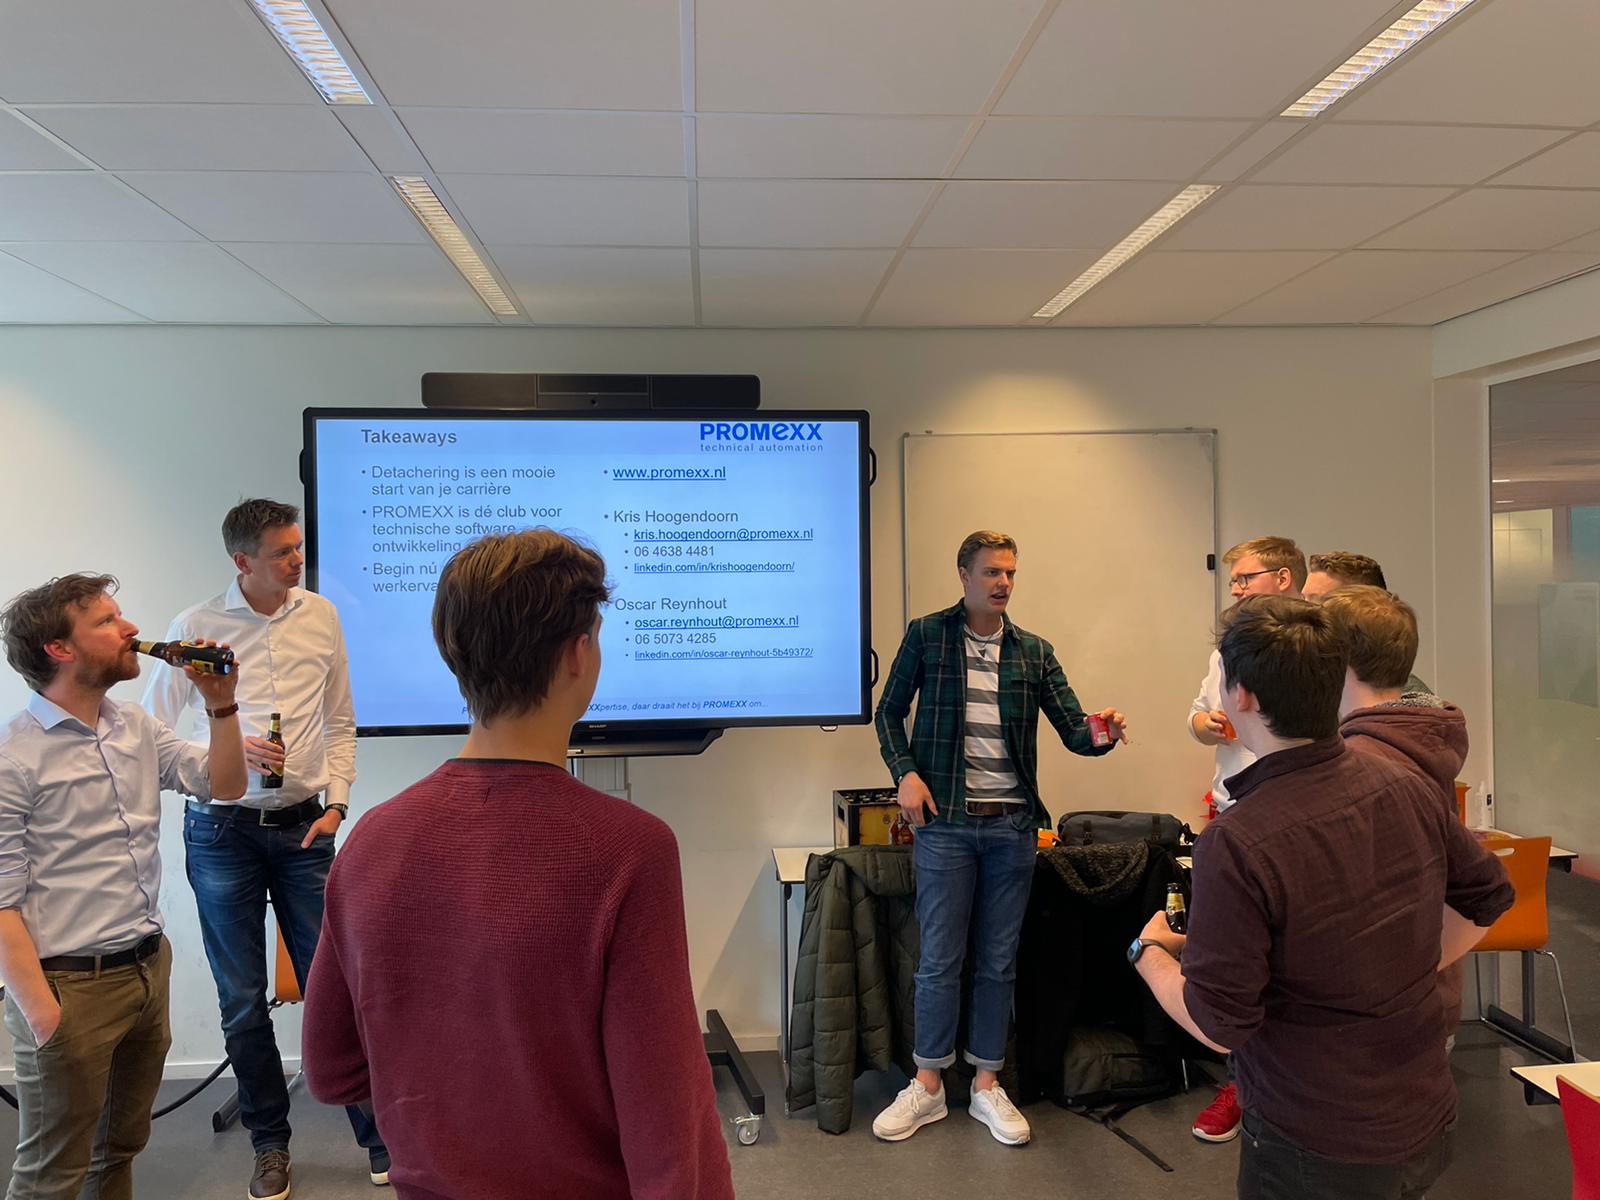 Takeaways
PROMEXX
technical automation
• Detachering is een mooie
start van je carrière
• PROMEXX is dé club voor
technische software
ontwikkeling
• Begin nú
• www.promexx.nl
• Kris Hoogendoorn
• kris.hoogendoorn@promexx.nl
• 06 4638 4481
• linkedin.com/in/krishoogendoorn/
Oscar Reynhout
• oscar.reynhout@promexx.nl
• 06 5073 4285
• linkedin.com/in/oscar-reynhout-5b49372/
XXpertise, daar draait het bij PROMEXX om...
SHARP